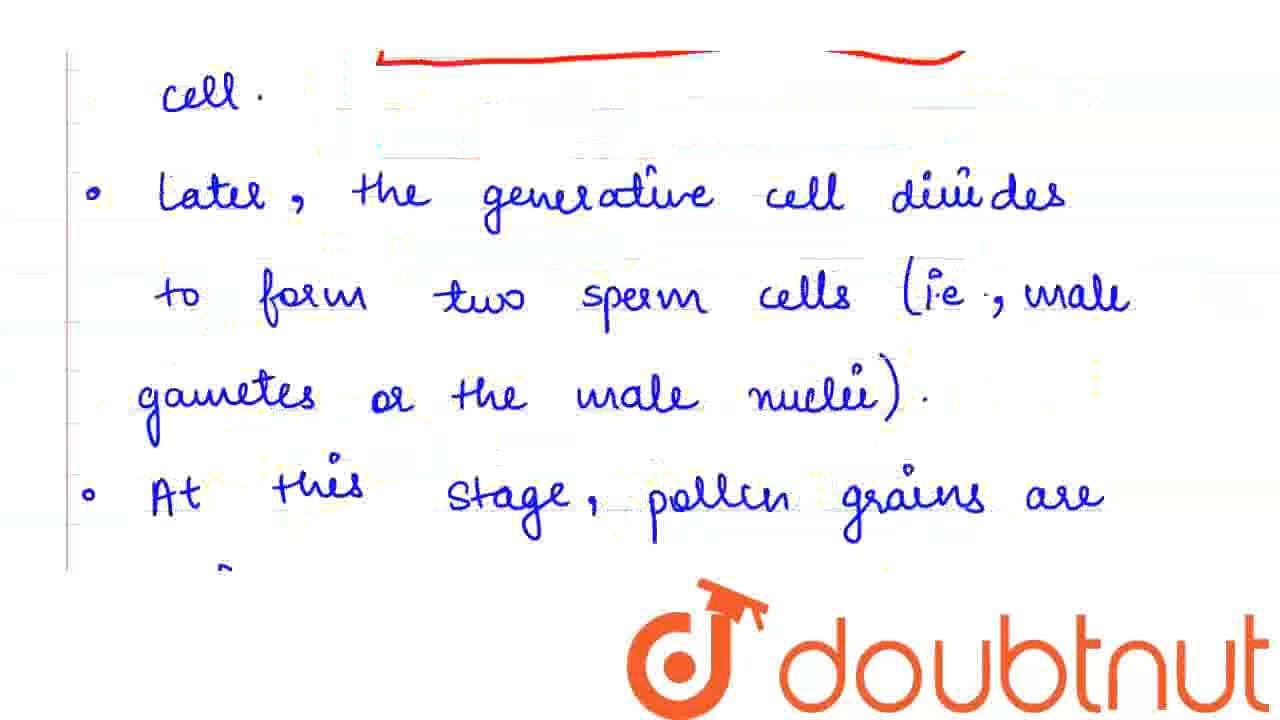 cell.
• Later, the generative cell divides
to form two sperm cells (i.e., male
gametes or the male nuclei).
• At this stage, pollen grains are
doubtnut